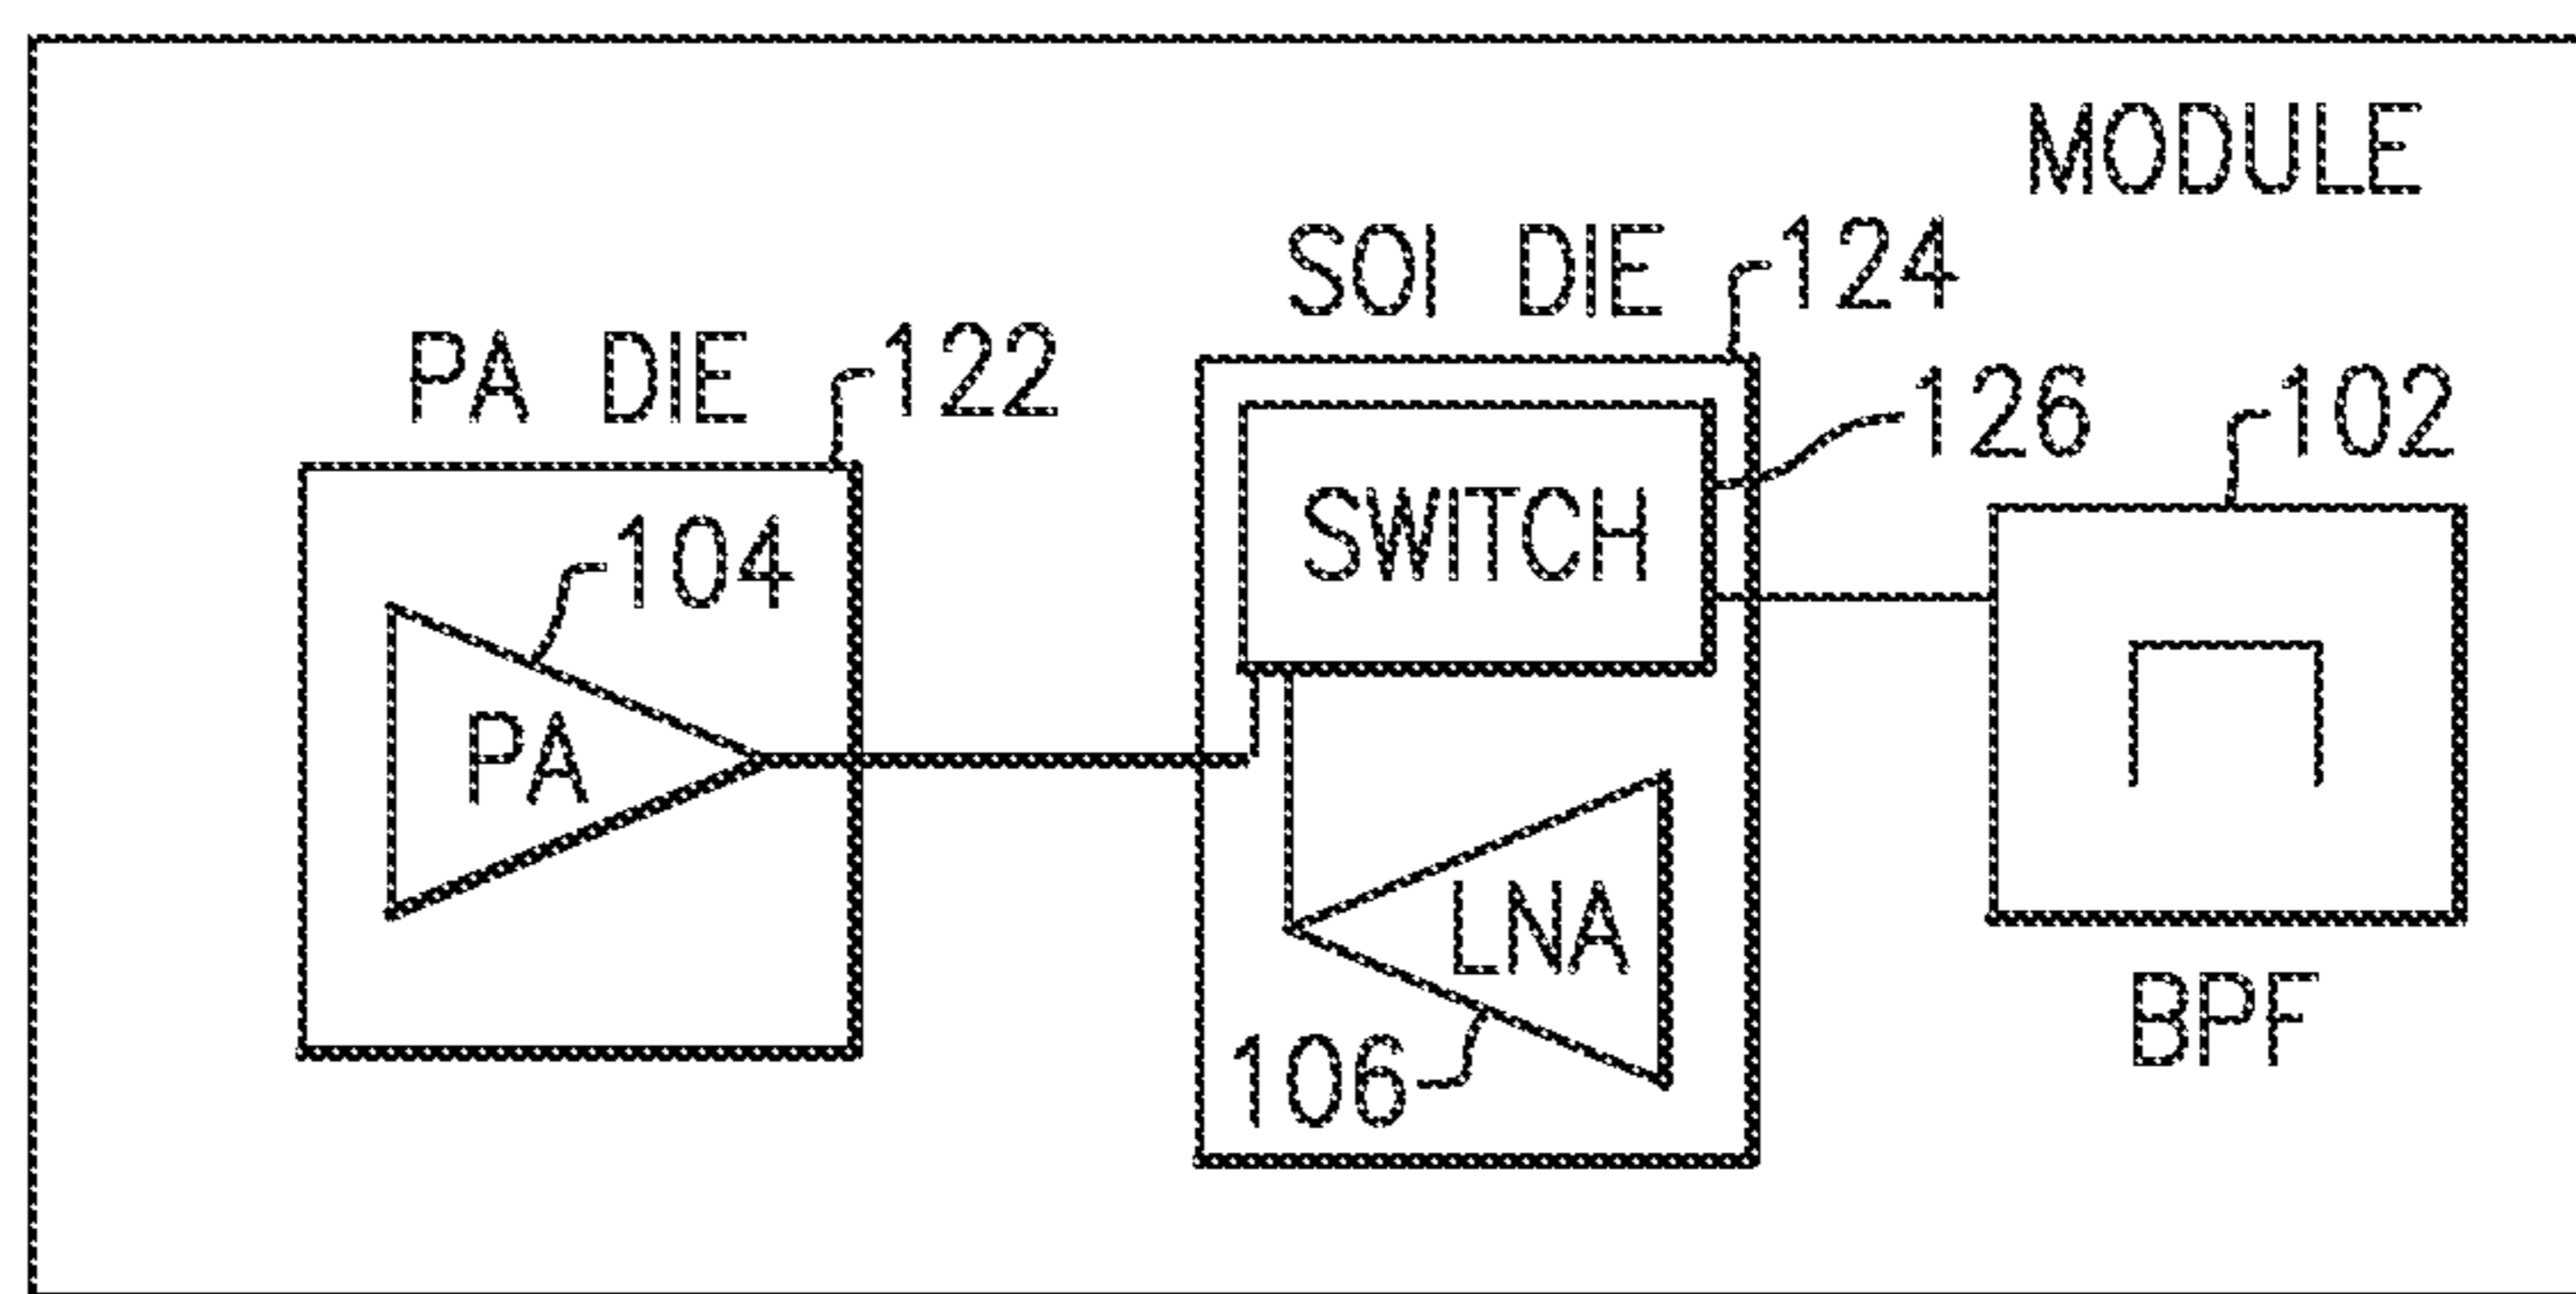 MODULE
SOI DIE
124
PA DIE
122
126
102
SWITCH
104
PA
LNA
106
BPF